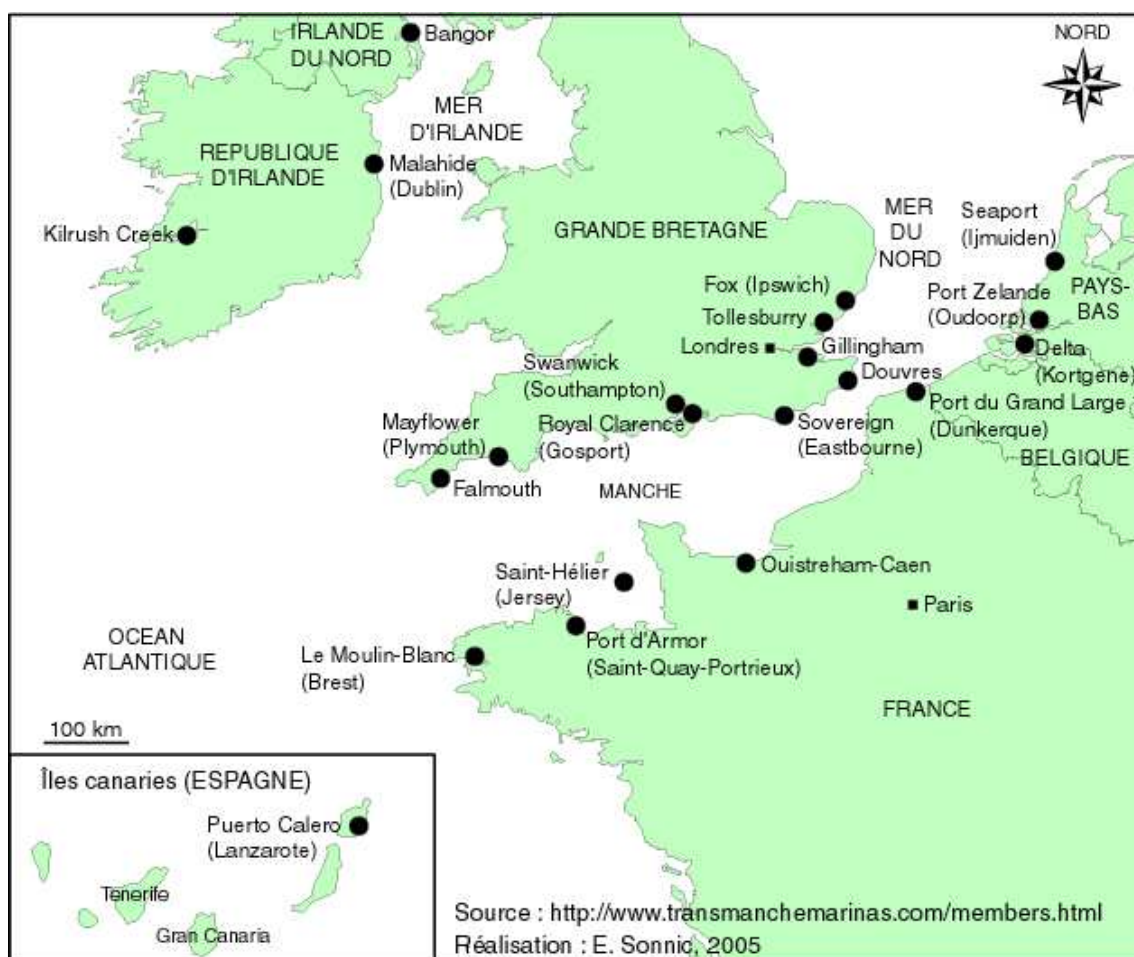 IRLANDE
DU NORD
Bangor
NORD
MER
D'IRLANDE
REPUBLIQUE
D'IRLANDE
Malahide
(Dublin)
Kilrush Creek
GRANDE BRETAGNE
MER
DU
NORD
Seaport
(Ijmuiden)
Fox (Ipswich)
Port Zelande
(Oudoorp)
PAYS-
BAS
Tollesburry
Londres
Gillingham
Delta
(Kortgene)
Swanwick
(Southampton)
Douvres
Port du Grand Large
(Dunkerque)
Mayflower
(Plymouth)
Royal Clarence
(Gosport)
Sovereign
(Eastbourne)
BELGIQUE
Falmouth
MANCHE
Ouistreham-Caen
Saint-Hélier
(Jersey)
Paris
OCEAN
ATLANTIQUE
Le Moulin-Blanc
(Brest)
Port d'Armor
(Saint-Quay-Portrieux)
FRANCE
100 km
Îles canaries (ESPAGNE)
Puerto Calero
(Lanzarote)
Tenerife
Gran Canaria
Source : http://www.transmanchemarinas.com/members.html
Réalisation : E. Sonnic, 2005